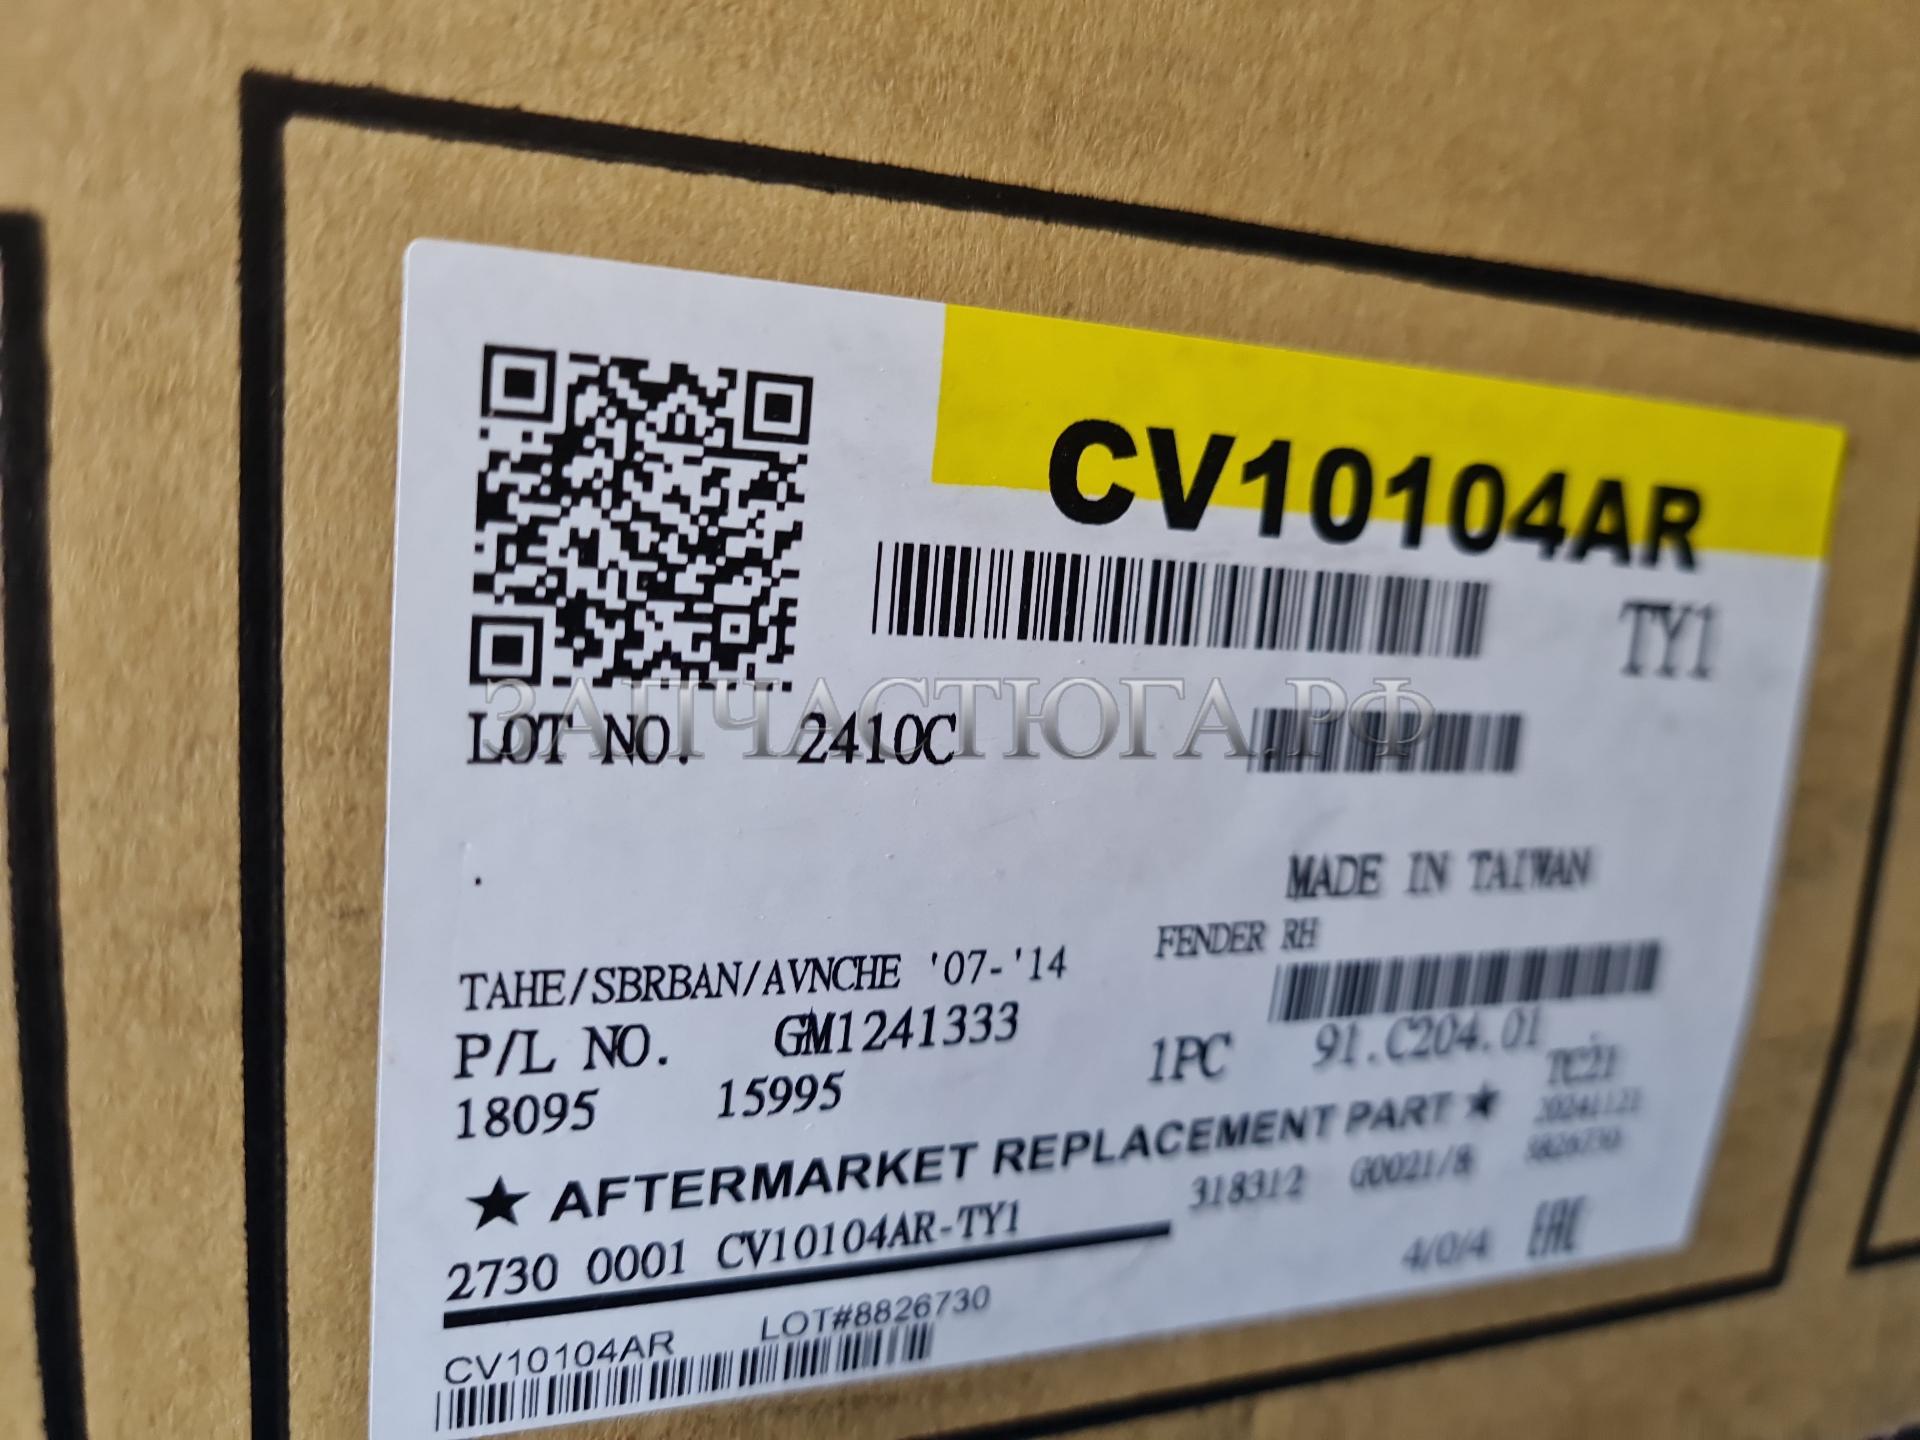 CV10104AR
TY1
LOT NO. 2410C
ЗАПЧАСТЮГА.РФ
MADE IN TAIWAN
TAHE/SBRBAN/AVNCHE '07-'14
FENDER RH
P/L NO. GM1241333
1PC 91.C204.01
TC21
18095 15995
20241121
★ AFTERMARKET REPLACEMENT PART ★
8826730
318312 G0021/8
2730 0001 CV10104AR-TY1
4/0/4 EAC
CV10104AR LOT#8826730